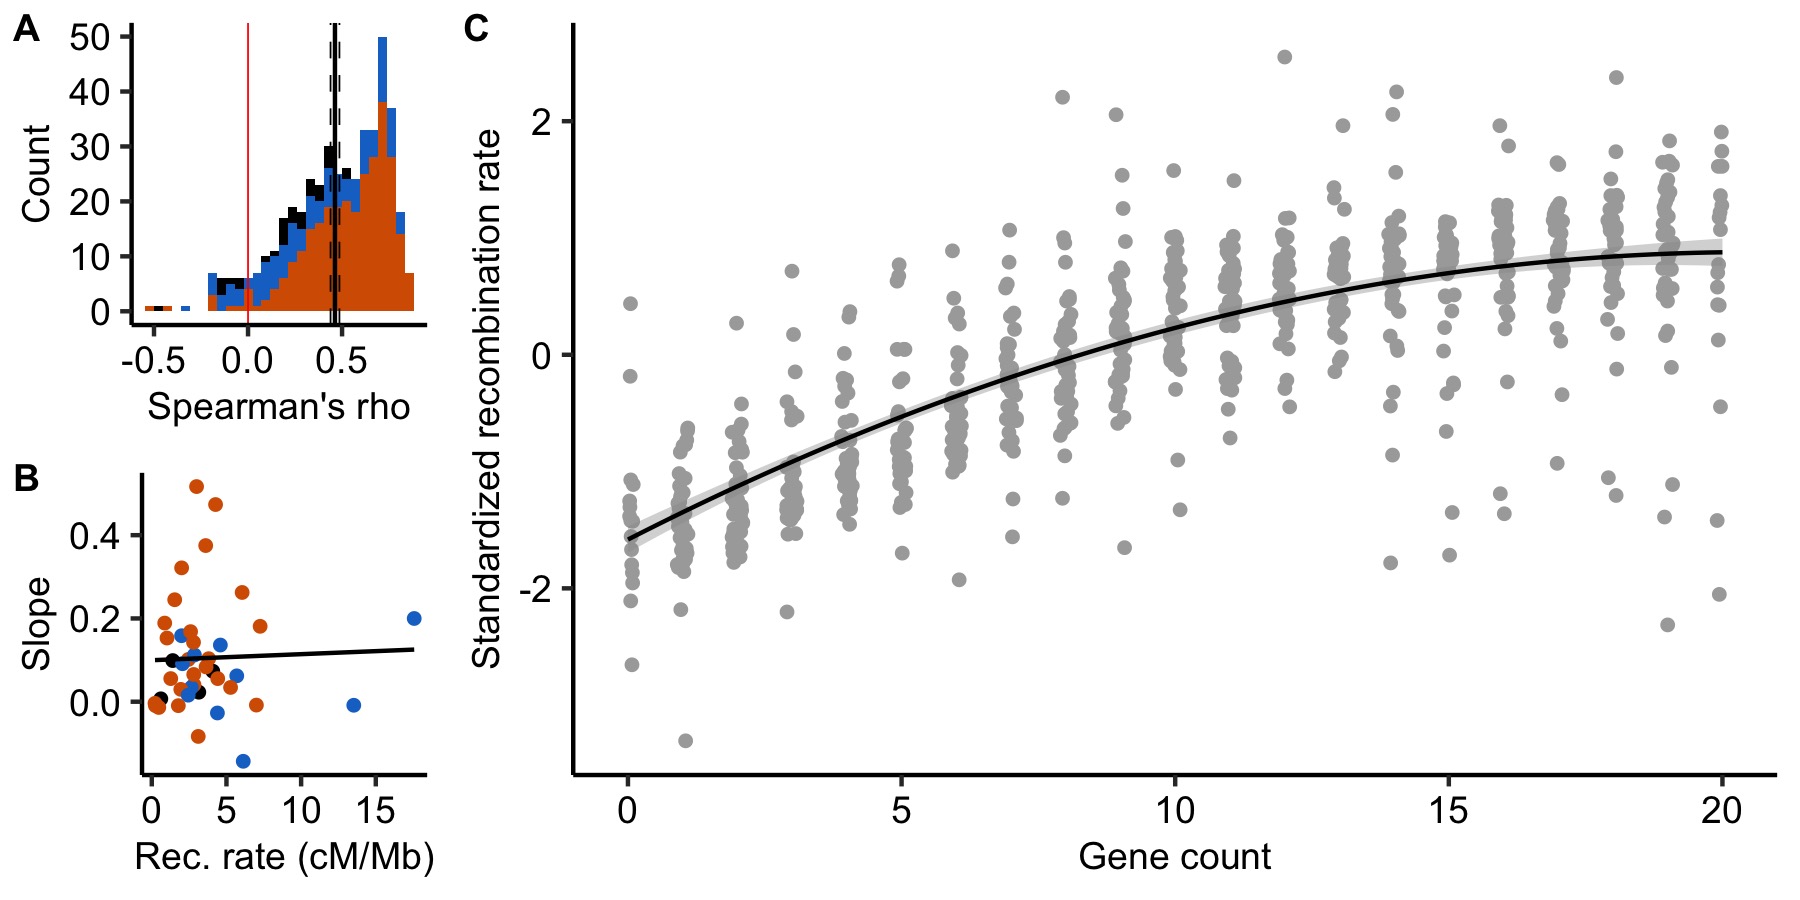 A
50
40
30
20
10
0
Count
-0.5 0.0 0.5
Spearman's rho
B
0.4
0.2
0.0
Slope
0 5 10 15
Rec. rate (cM/Mb)
C
2
0
-2
Standardized recombination rate
0 5 10 15 20
Gene count